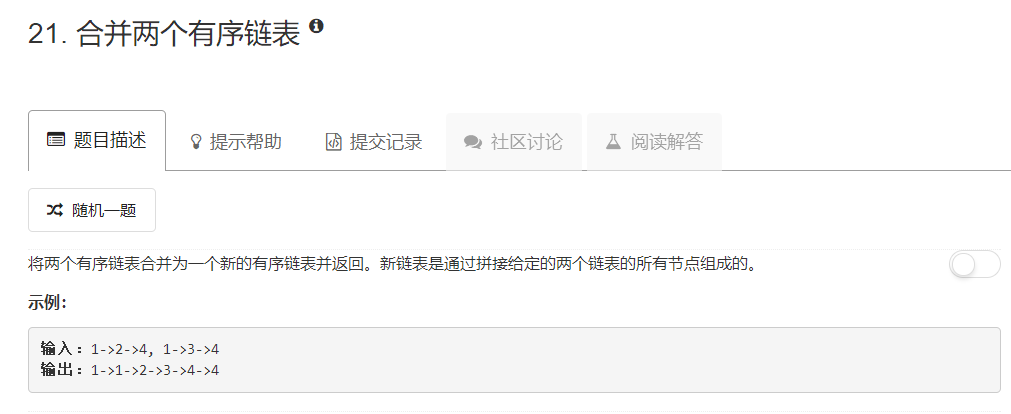 21. 合并两个有序链表
题目描述 提示帮助 提交记录 社区讨论 阅读解答
随机一题
将两个有序链表合并为一个新的有序链表并返回。新链表是通过拼接给定的两个链表的所有节点组成的。
示例：
输入：1->2->4, 1->3->4
输出：1->1->2->3->4->4